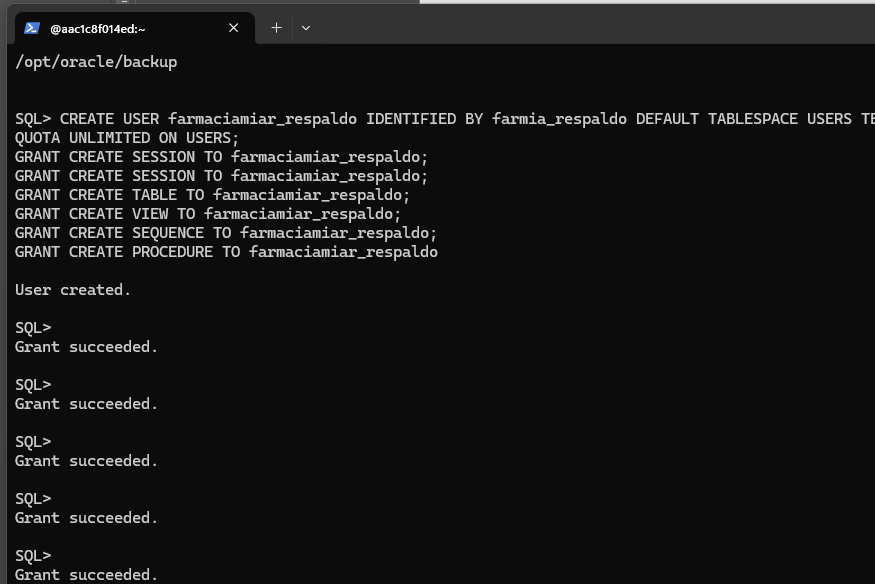 @aac1c8f014ed:~
/opt/oracle/backup
SQL> CREATE USER farmaciamiar_respaldo IDENTIFIED BY farmia_respaldo DEFAULT TABLESPACE USERS TE
QUOTA UNLIMITED ON USERS;
GRANT CREATE SESSION TO farmaciamiar_respaldo;
GRANT CREATE SESSION TO farmaciamiar_respaldo;
GRANT CREATE TABLE TO farmaciamiar_respaldo;
GRANT CREATE VIEW TO farmaciamiar_respaldo;
GRANT CREATE SEQUENCE TO farmaciamiar_respaldo;
GRANT CREATE PROCEDURE TO farmaciamiar_respaldo
User created.
SQL>
Grant succeeded.
SQL>
Grant succeeded.
SQL>
Grant succeeded.
SQL>
Grant succeeded.
SQL>
Grant succeeded.